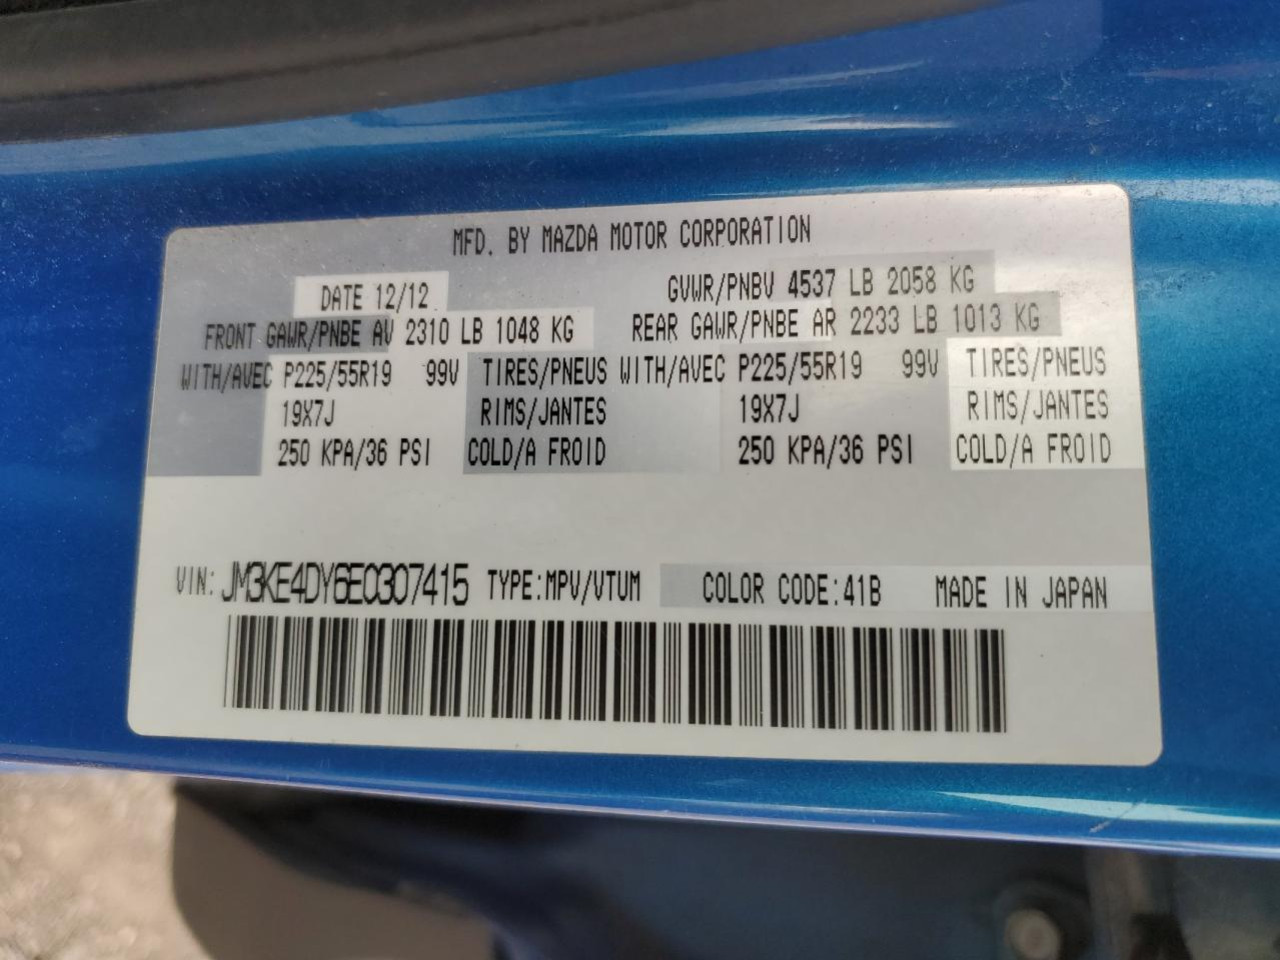 MFD. BY MAZDA MOTOR CORPORATION
DATE 12/12 GVWR/PNBV 4537 LB 2058 KG
FRONT GAWR/PNBE AV 2310 LB 1048 KG REAR GAWR/PNBE AR 2233 LB 1013 KG
WITH/AVEC P225/55R19 99V TIRES/PNEUS WITH/AVEC P225/55R19 99V TIRES/PNEUS
19X7J RIMS/JANTES 19X7J RIMS/JANTES
250 KPA/36 PSI COLD/A FROID 250 KPA/36 PSI COLD/A FROID
VIN: JM3KE4DY6E0307415 TYPE:MPV/VTUM COLOR CODE:41B MADE IN JAPAN